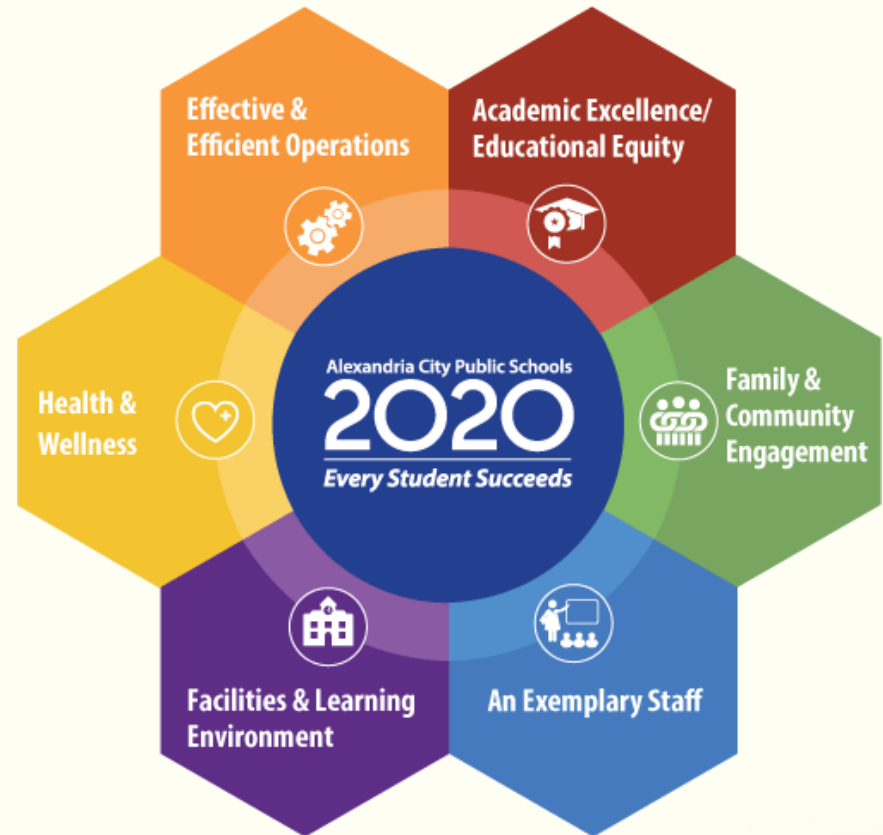 Effective &
Efficient Operations
Academic Excellence/
Educational Equity
Health &
Wellness
Alexandria City Public Schools
2020
Every Student Succeeds
Family &
Community
Engagement
Facilities & Learning
Environment
An Exemplary Staff